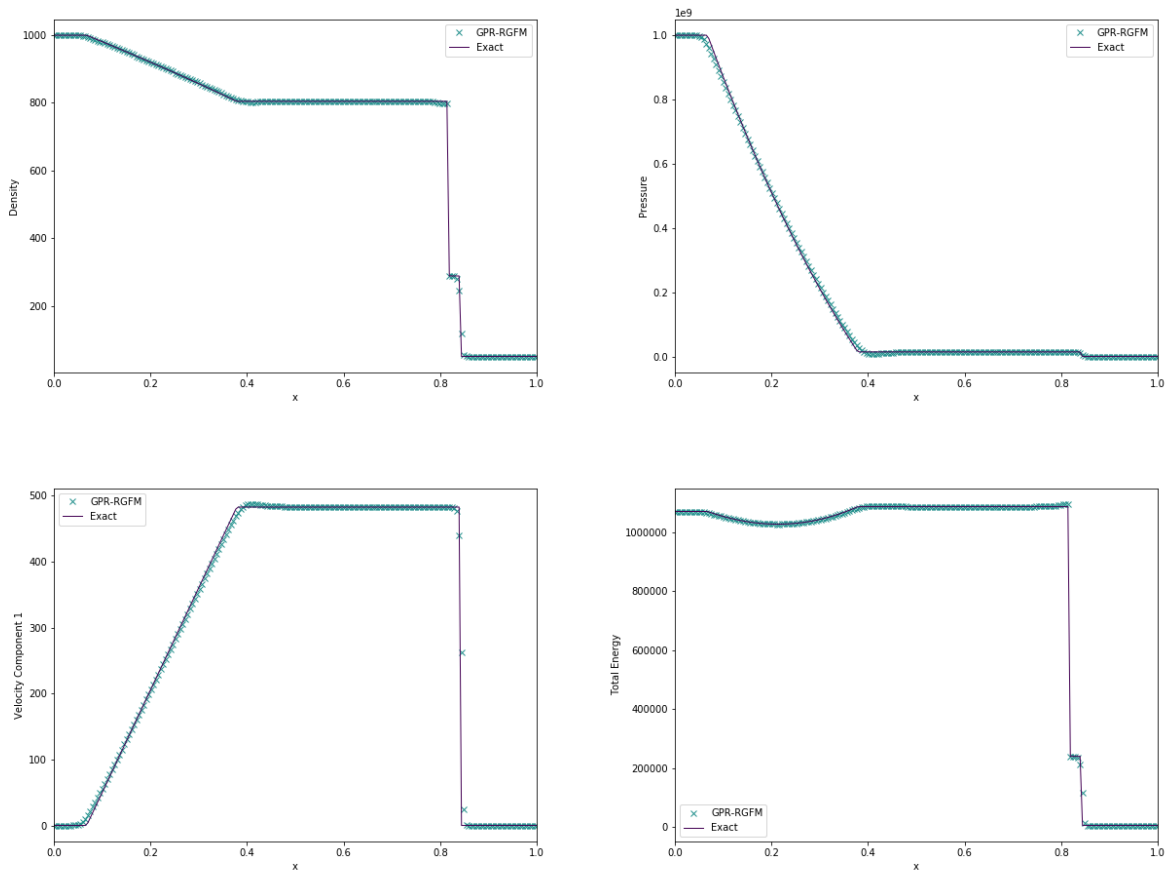 GPR-RGFM
Exact
Density
1000
800
600
400
200
0.0 0.2 0.4 0.6 0.8 1.0
x
1e9
GPR-RGFM
Exact
Pressure
1.0
0.8
0.6
0.4
0.2
0.0
0.0 0.2 0.4 0.6 0.8 1.0
x
GPR-RGFM
Exact
Velocity Component 1
500
400
300
200
100
0
0.0 0.2 0.4 0.6 0.8 1.0
x
Total Energy
1000000
800000
600000
400000
200000
0
GPR-RGFM
Exact
0.0 0.2 0.4 0.6 0.8 1.0
x